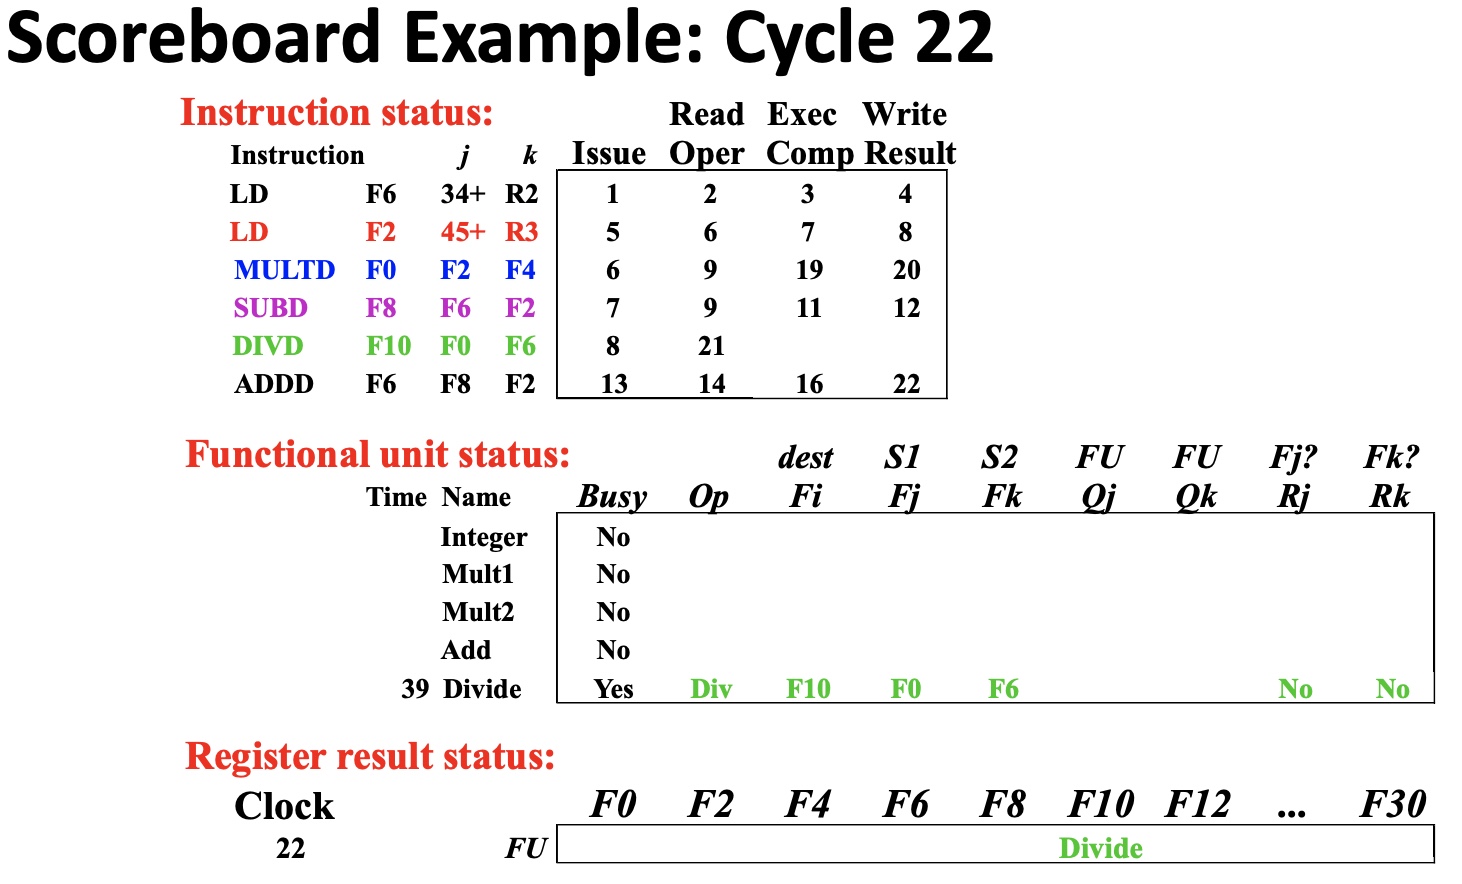 Scoreboard Example: Cycle 22
Instruction status: Read Exec Write
Instruction j k Issue Oper Comp Result
LD F6 34+ R2 1 2 3 4
LD F2 45+ R3 5 6 7 8
MULTD F0 F2 F4 6 9 19 20
SUBD F8 F6 F2 7 9 11 12
DIVD F10 F0 F6 8 21
ADDD F6 F8 F2 13 14 16 22
Functional unit status: dest S1 S2 FU FU Fj? Fk?
Time Name Busy Op Fi Fj Fk Qj Qk Rj Rk
Integer No
Mult1 No
Mult2 No
Add No
39 Divide Yes Div F10 F0 F6 No No
Register result status:
Clock F0 F2 F4 F6 F8 F10 F12 ... F30
22 FU Divide